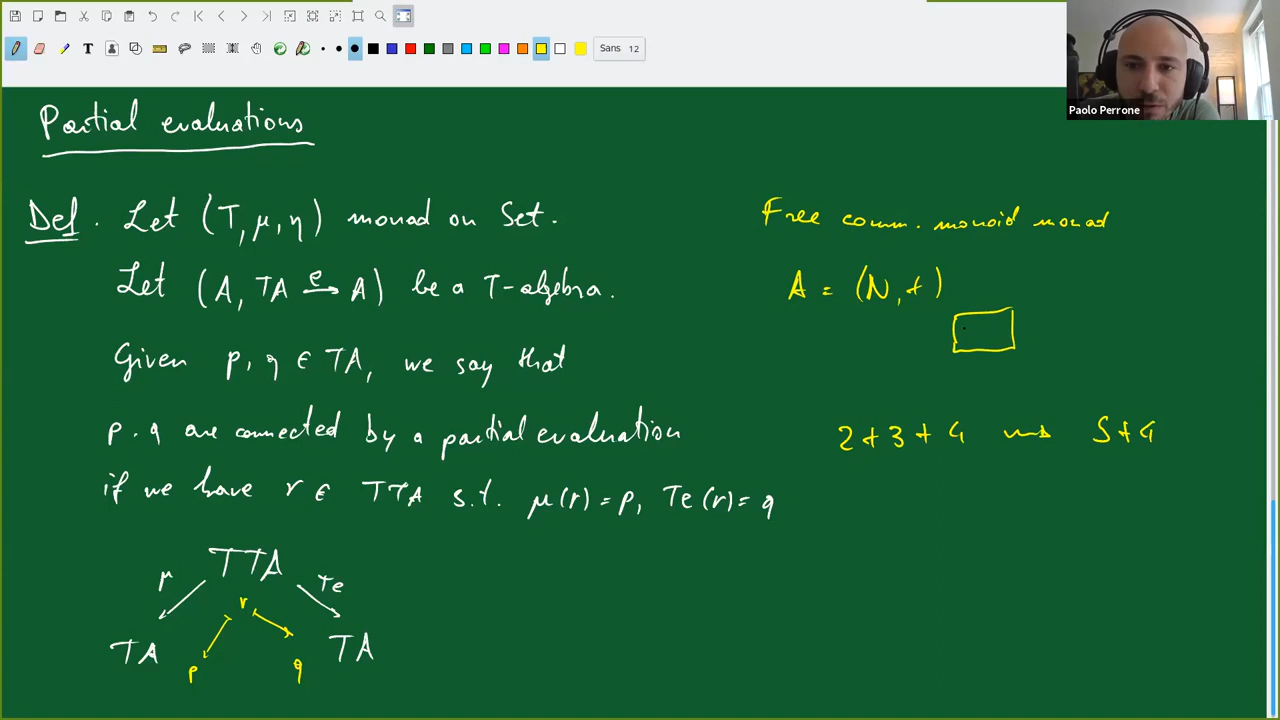 Sans 12
Paolo Perrone
Partial evaluations
Def. Let (T, μ, η) monad on Set.
Let (A, TA →e A) be a T-algebra.
Given p, q ∈ TA, we say that
p, q are connected by a partial evaluation
if we have r ∈ TTA s.t. μ(r) = p, Te(r) = q
TTA
μ Te
r
TA TA
p q
Free comm. monoid monad
A = (N, +)
2 + 3 + 4 ⇝ 5 + 4